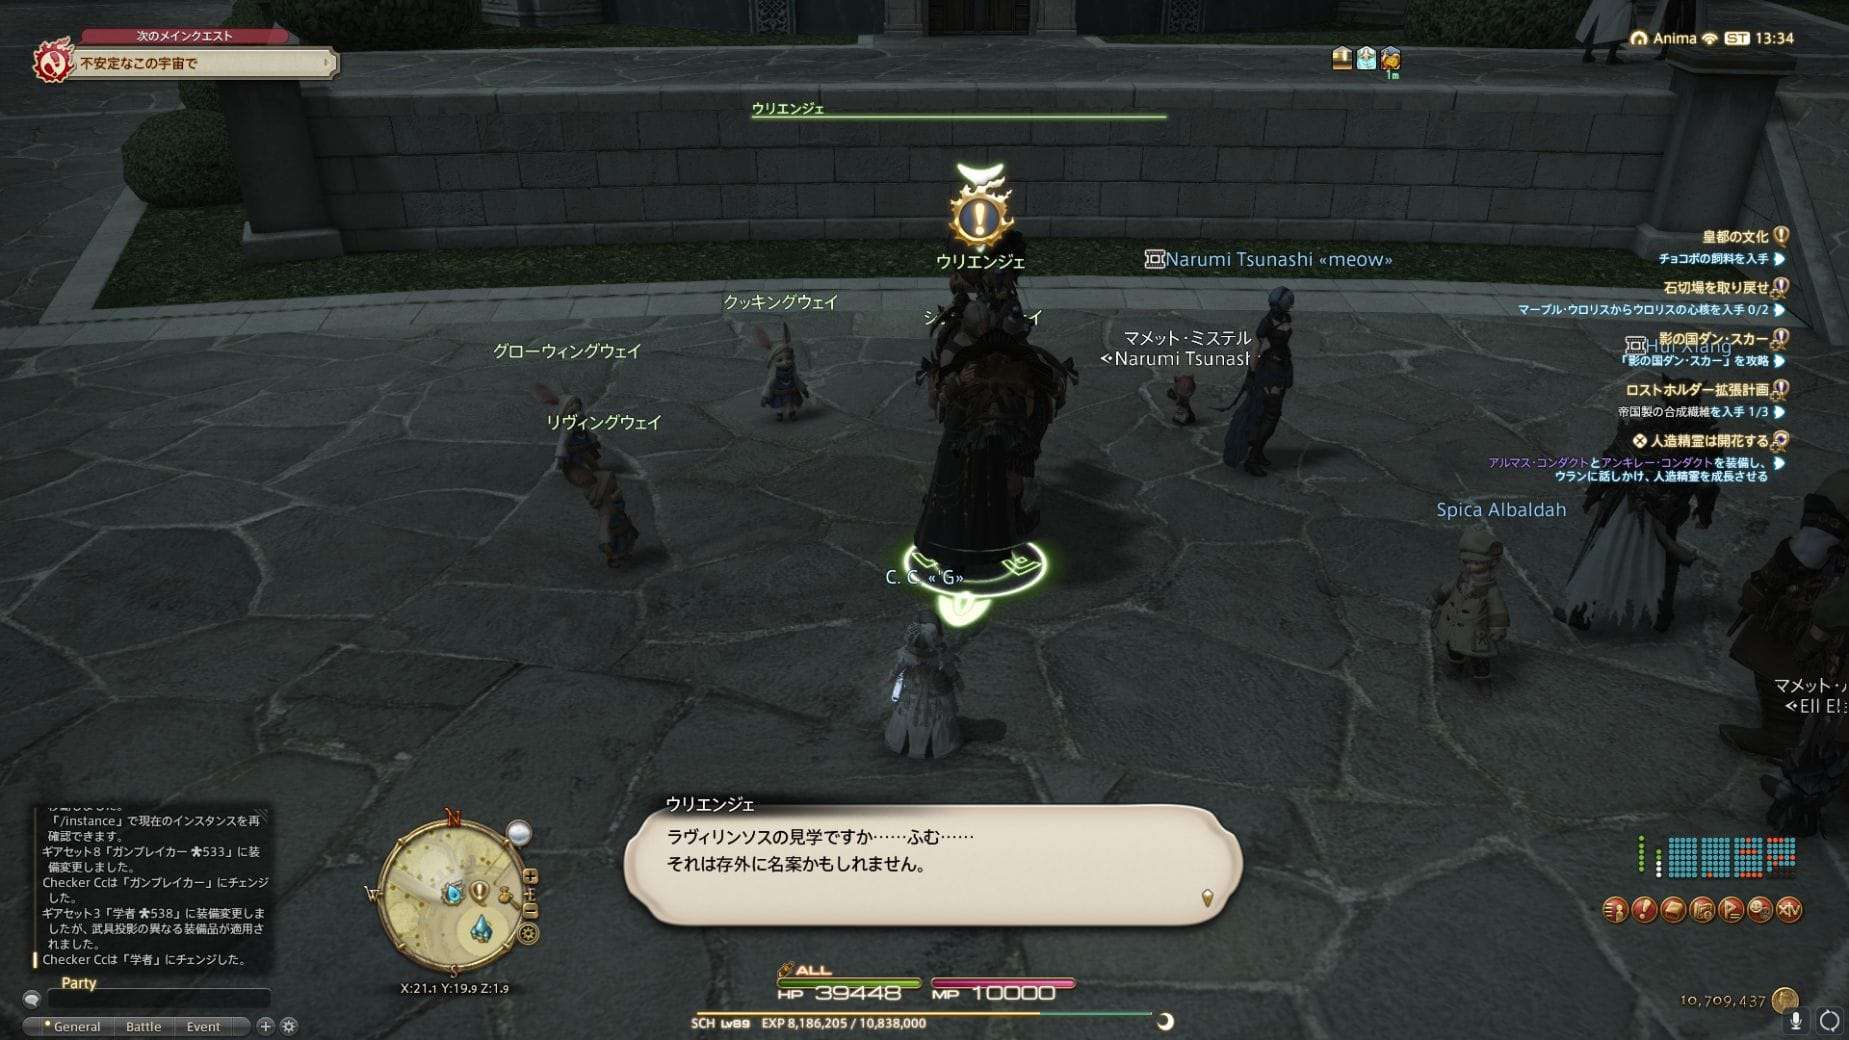 次のメインクエスト
不安定なこの宇宙で
Anima ST 13:34
1m
ウリエンジェ
ウリエンジェ
Narumi Tsunashi «meow»
クッキングウェイ
グローウィングウェイ
リヴィングウェイ
マメット・ミステル
Narumi Tsunashi
皇都の文化
チョコボの飼料を入手
石切場を取り戻せ
マーブル・ウロリスからウロリスの心核を入手 0/2
影の国ダン・スカー
「影の国ダン・スカー」を攻略
ロストホルダー拡張計画
帝国製の合成繊維を入手 1/3
人造精霊は開花する
アルマス・コンダクトとアンキレー・コンダクトを装備し、
ウランに話しかけ、人造精霊を成長させる
Spica Albaldah
C. C. «'G»
マメット・
ウリエンジェ
ラヴィリンソスの見学ですか……ふむ……
それは存外に名案かもしれません。
「/instance」で現在のインスタンスを再
確認できます。
ギアセット8「ガンブレイカー ★533」に装
備変更しました。
Checker Ccは「ガンブレイカー」にチェンジ
した。
ギアセット3「学者 ★538」に装備変更しま
したが、武具投影の異なる装備品が適用さ
れました。
Checker Ccは「学者」にチェンジした。
Party
General Battle Event
N
W
S
X:21.1 Y:19.9 Z:1.9
ALL
HP 39448 MP 10000
SCH Lv89 EXP 8,186,205 / 10,838,000
XIV
10,709,437